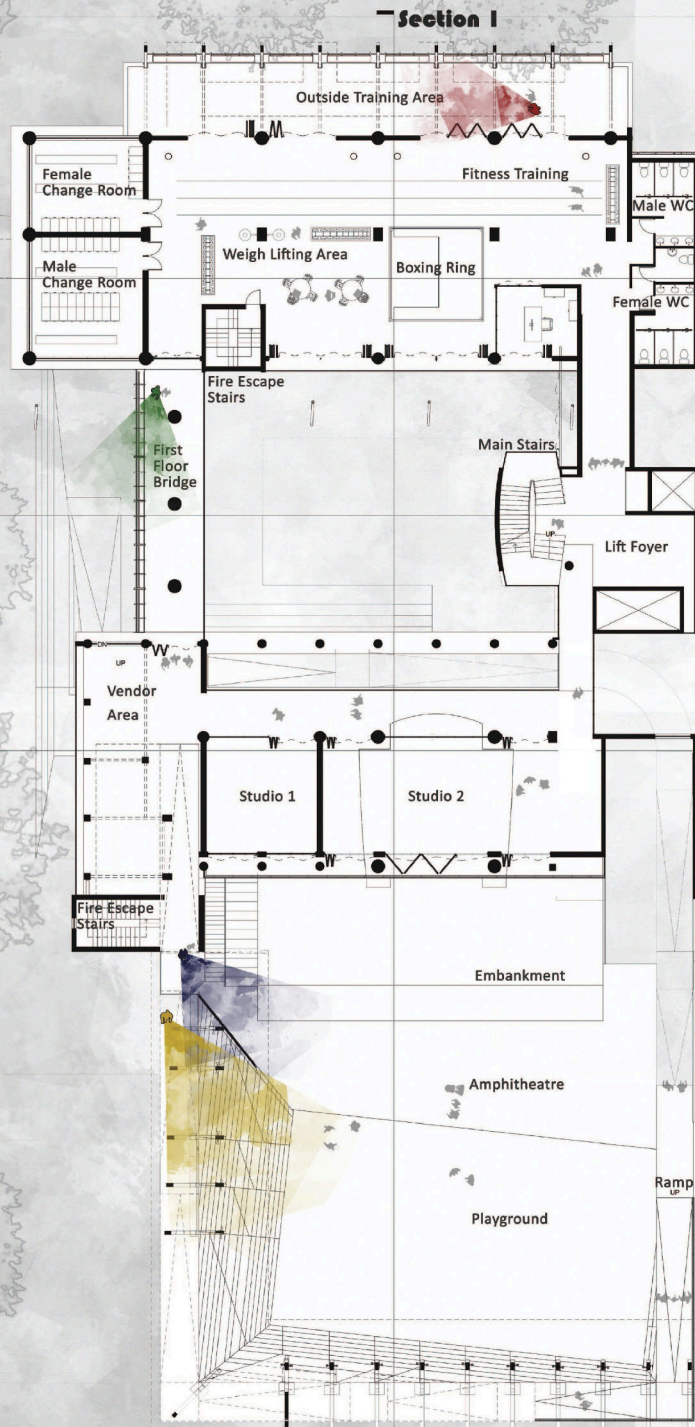 Section 1
Outside Training Area
Female
Change Room
Fitness Training
Male WC
Weigh Lifting Area
Boxing Ring
Male
Change Room
Female WC
Fire Escape
Stairs
First
Floor
Bridge
Main Stairs
UP
Lift Foyer
DN
UP
Vendor
Area
Studio 1
Studio 2
Fire Escape
Stairs
Embankment
Amphitheatre
Ramp
UP
Playground